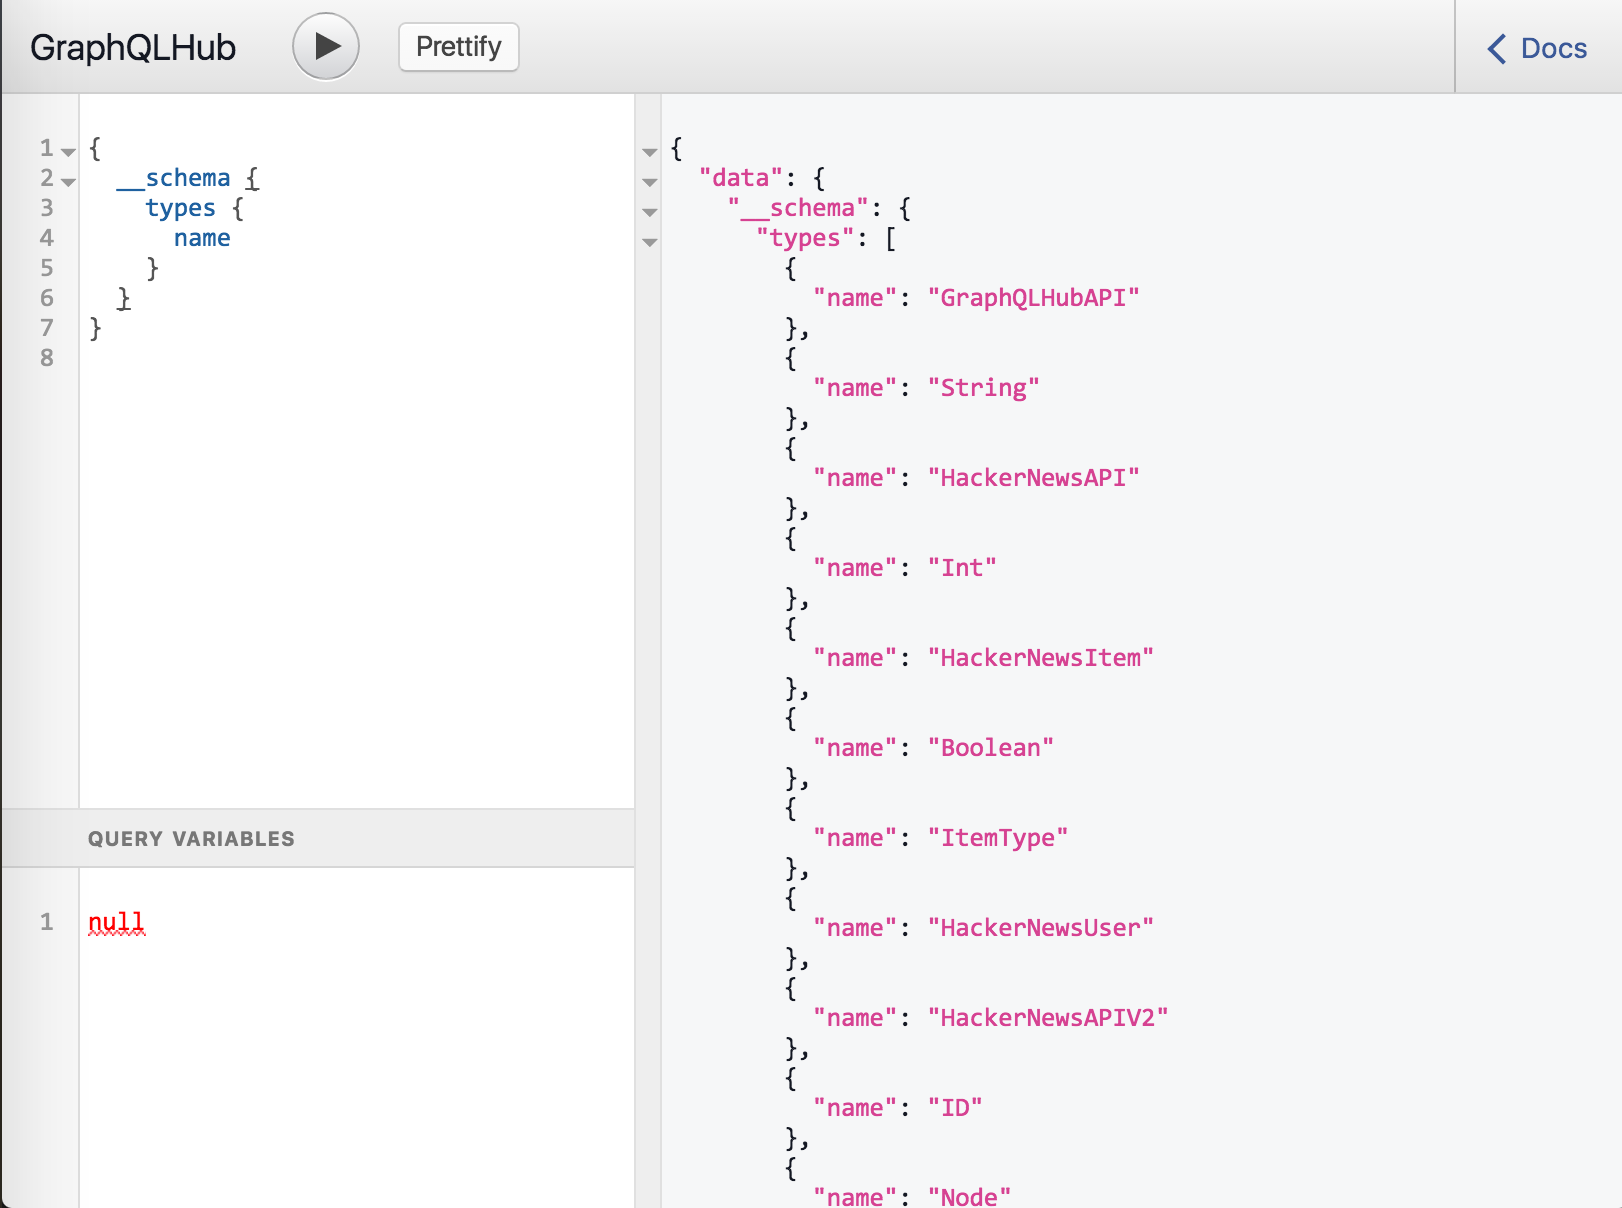 GraphQLHub
Prettify
Docs
1 {
2   __schema {
3     types {
4       name
5     }
6   }
7 }
8
QUERY VARIABLES
1 null
{
  "data": {
    "__schema": {
      "types": [
        {
          "name": "GraphQLHubAPI"
        },
        {
          "name": "String"
        },
        {
          "name": "HackerNewsAPI"
        },
        {
          "name": "Int"
        },
        {
          "name": "HackerNewsItem"
        },
        {
          "name": "Boolean"
        },
        {
          "name": "ItemType"
        },
        {
          "name": "HackerNewsUser"
        },
        {
          "name": "HackerNewsAPIV2"
        },
        {
          "name": "ID"
        },
        {
          "name": "Node"